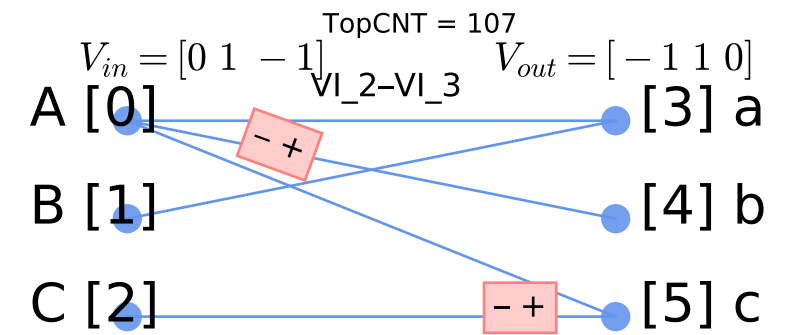 TopCNT = 107
V_in = [0 1 − 1] V_out = [ − 1 1 0]
VI_2–VI_3
A [0] [3] a
− +
B [1] [4] b
C [2] − + [5] c